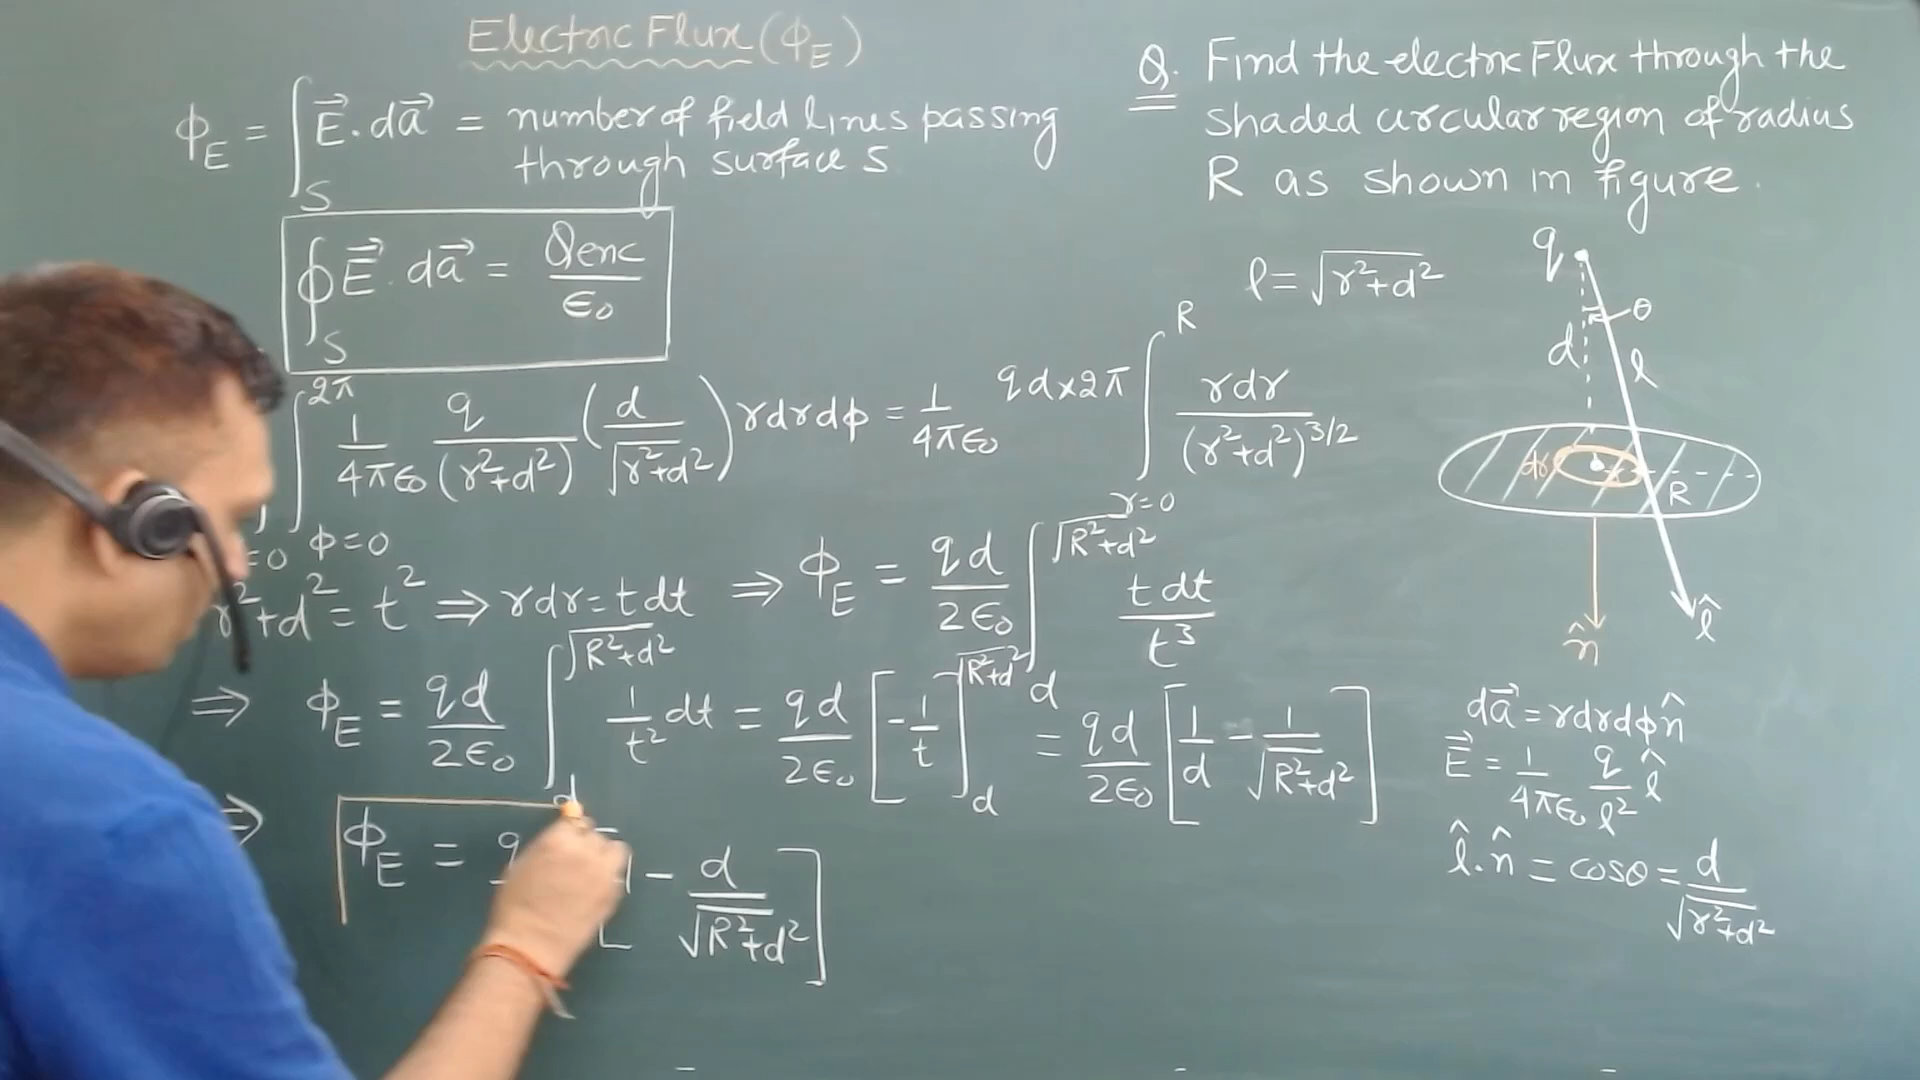 Electric Flux (ϕ_E)
ϕ_E = ∫_S E⃗. da⃗ = number of field lines passing
through surface S
∮_S E⃗. da⃗ = Qenc/ϵ₀
Q. Find the electric Flux through the
shaded circular region of radius
R as shown in figure.
l = √(r²+d²)
q
θ
d
l
dr
R
n̂
l̂
∫_{ϕ=0}^{2π} 1/(4πϵ₀) q/(r²+d²) (d/√(r²+d²)) r dr dϕ = 1/(4πϵ₀) qd×2π ∫_{r=0}^{R} r dr/(r²+d²)^{3/2}
=0
r²+d² = t² ⇒ r dr = t dt ⇒ ϕ_E = qd/2ϵ₀ ∫_d^{√(R²+d²)} t dt/t³
⇒ ϕ_E = qd/2ϵ₀ ∫_d^{√(R²+d²)} 1/t² dt = qd/2ϵ₀ [-1/t]_d^{√(R²+d²)} = qd/2ϵ₀ [1/d - 1/√(R²+d²)]
⇒ ϕ_E = q [1 - d/√(R²+d²)]
da⃗ = r dr dϕ n̂
E⃗ = 1/(4πϵ₀) q/l² l̂
l̂.n̂ = cosθ = d/√(r²+d²)